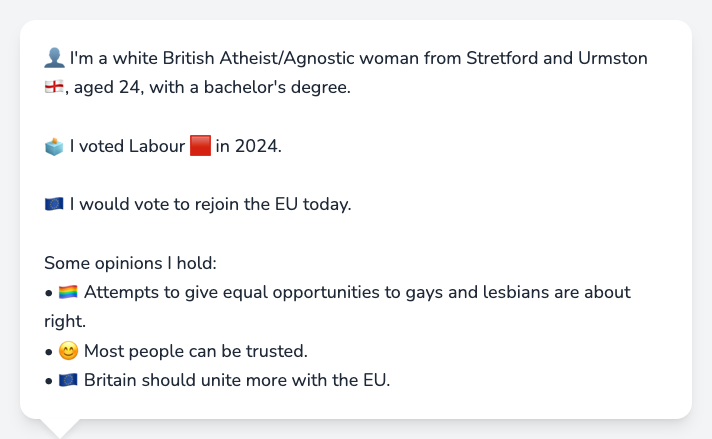 👤 I'm a white British Atheist/Agnostic woman from Stretford and Urmston
🏴󠁧󠁢󠁥󠁮󠁧󠁿, aged 24, with a bachelor's degree.
🗳️ I voted Labour 🟥 in 2024.
🇪🇺 I would vote to rejoin the EU today.
Some opinions I hold:
• 🏳️‍🌈 Attempts to give equal opportunities to gays and lesbians are about
right.
• 😊 Most people can be trusted.
• 🇪🇺 Britain should unite more with the EU.